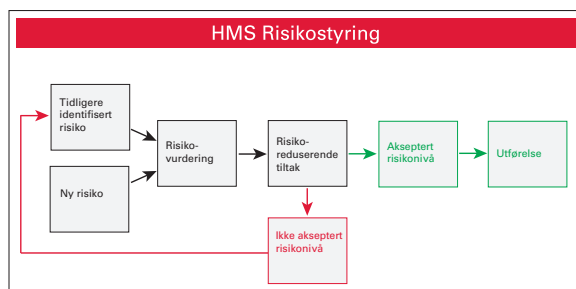 HMS Risikostyring
Tidligere
identifisert
risiko
Ny risiko
Risiko-
vurdering
Risiko-
reduserende
tiltak
Akseptert
risikonivå
Utførelse
Ikke akseptert
risikonivå